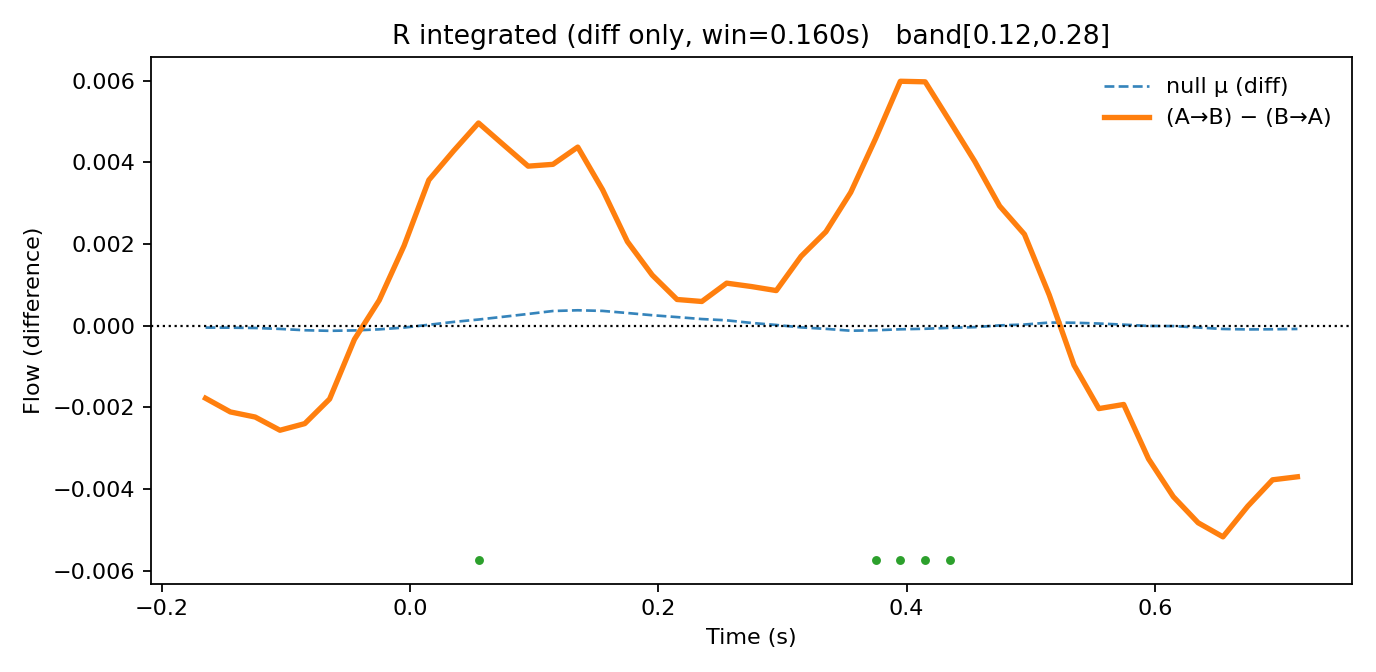 R integrated (diff only, win=0.160s)   band[0.12,0.28]
null μ (diff)
(A→B) − (B→A)
Flow (difference)
0.006
0.004
0.002
0.000
−0.002
−0.004
−0.006
−0.2
0.0
0.2
0.4
0.6
Time (s)